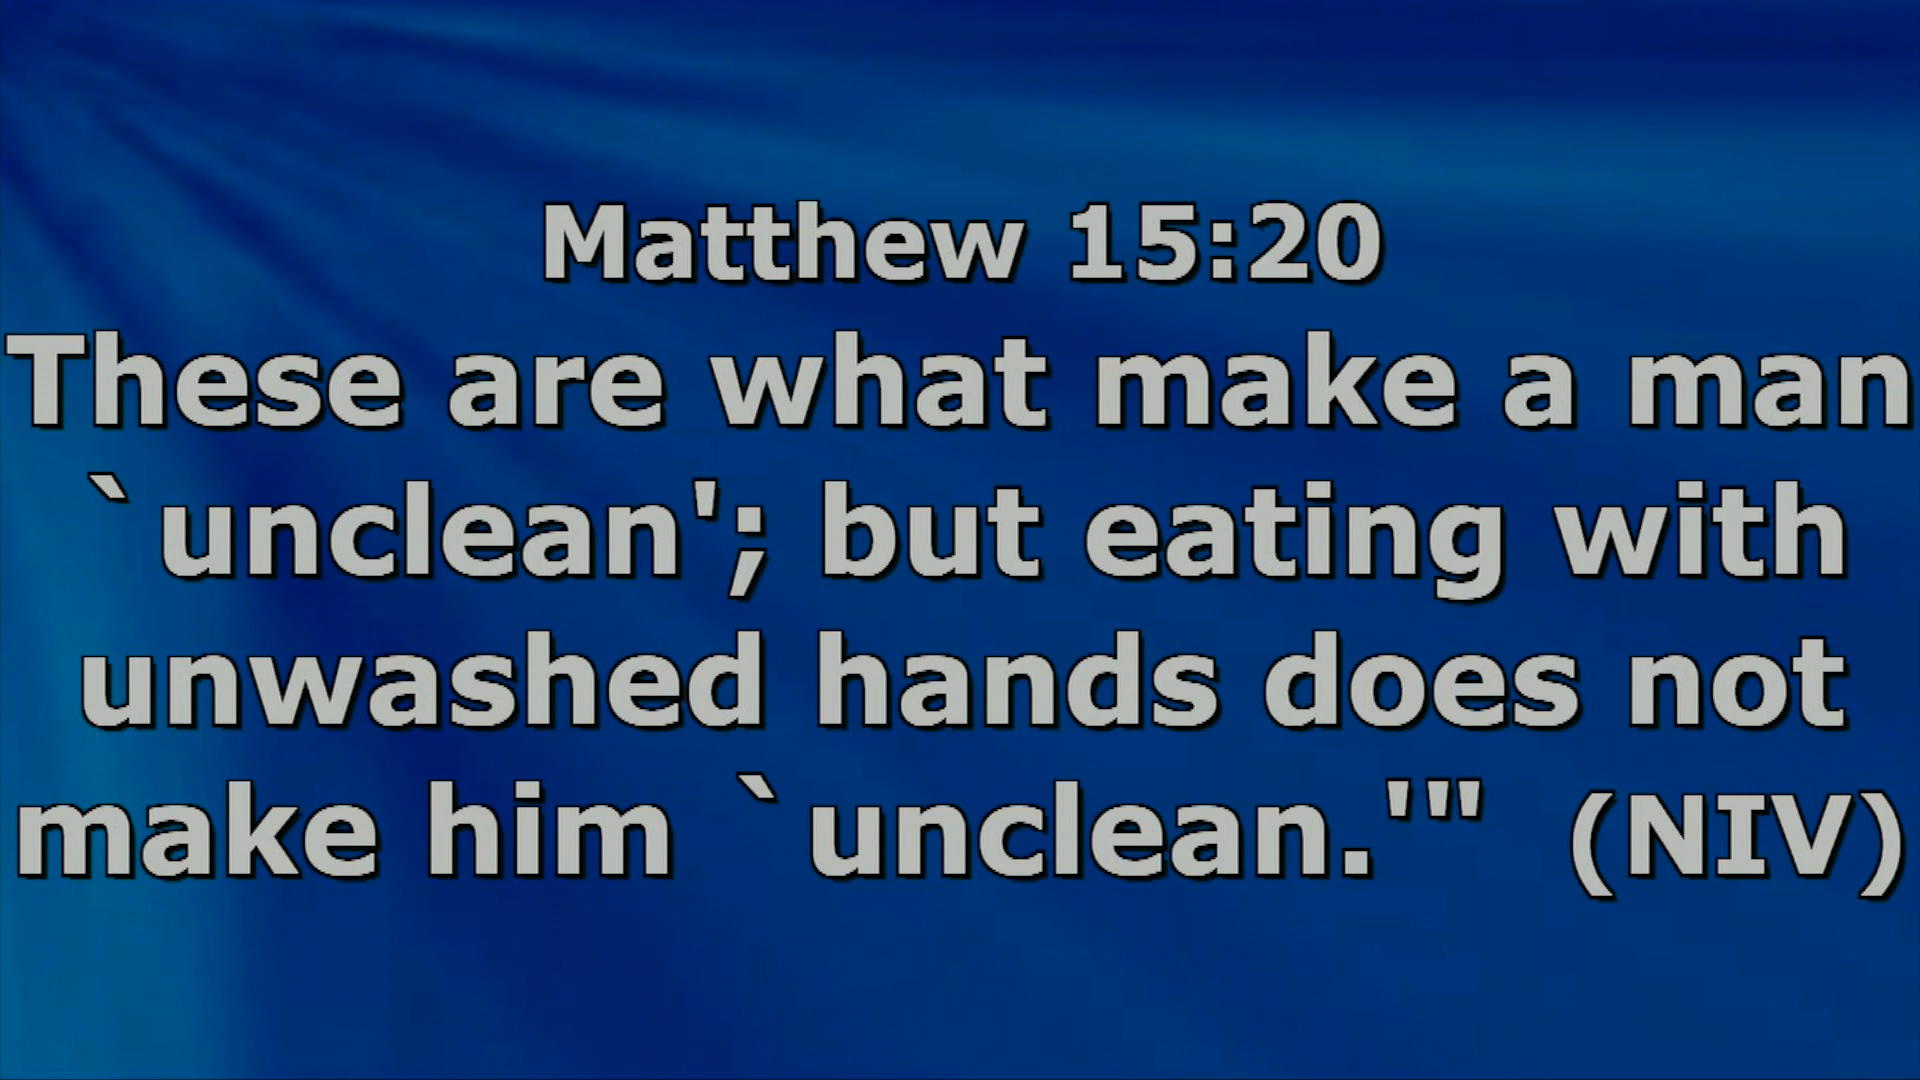 Matthew 15:20
These are what make a man
`unclean'; but eating with
unwashed hands does not
make him `unclean.'" (NIV)